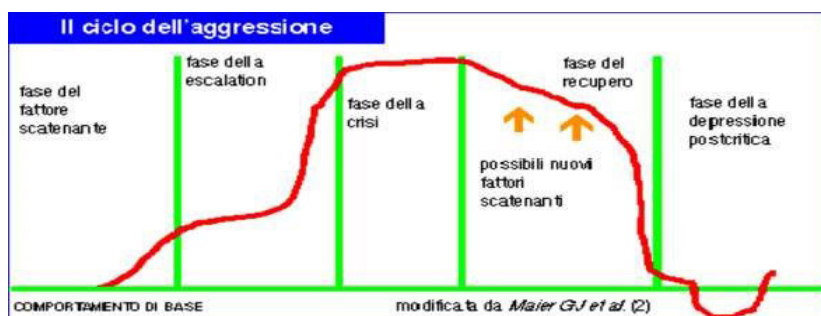 Il ciclo dell'aggressione
fase del
fattore
scatenante
fase della
escalation
fase della
crisi
fase del
recupero
possibili nuovi
fattori
scatenanti
fase della
depressione
postcritica
COMPORTAMENTO DI BASE
modificata da Maier GJ et al. (2)